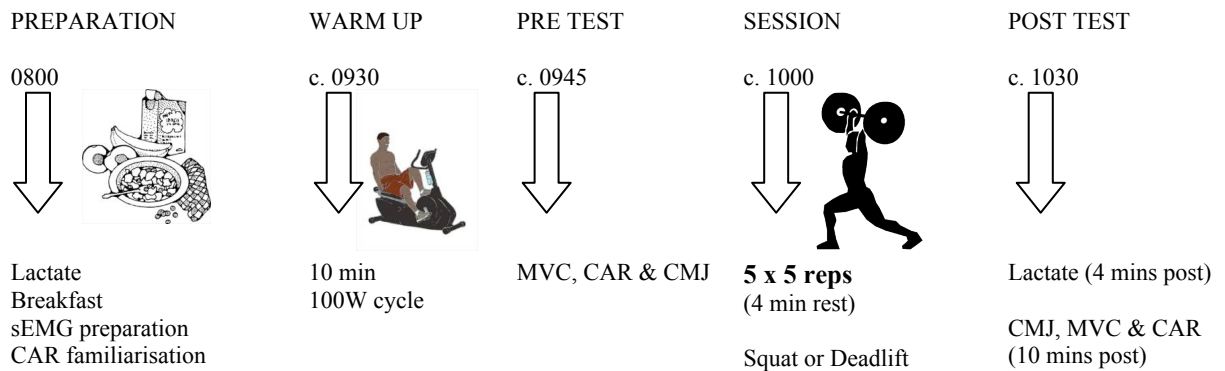 PREPARATION
WARM UP
PRE TEST
SESSION
POST TEST
0800
c. 0930
c. 0945
c. 1000
c. 1030
Lactate
Breakfast
sEMG preparation
CAR familiarisation
10 min
100W cycle
MVC, CAR & CMJ
5 x 5 reps
(4 min rest)
Squat or Deadlift
Lactate (4 mins post)
CMJ, MVC & CAR
(10 mins post)